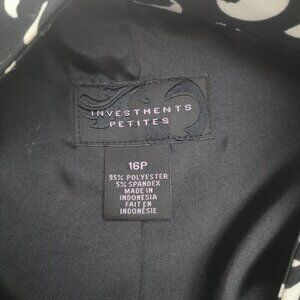 INVESTMENTS
PETITES
16P
95% POLYESTER
5% SPANDEX
MADE IN
INDONESIA
FAIT EN
INDONÉSIE